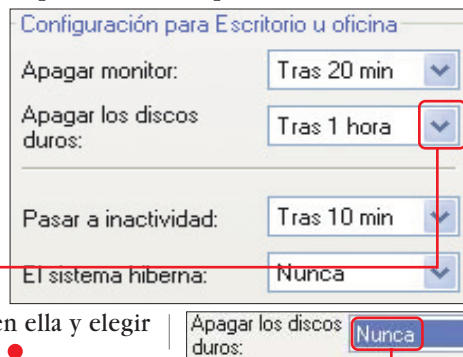 Configuración para Escritorio u oficina
Apagar monitor: Tras 20 min
Apagar los discos duros: Tras 1 hora
Pasar a inactividad: Tras 10 min
El sistema hiberna: Nunca
en ella y elegir
Apagar los discos duros: Nunca